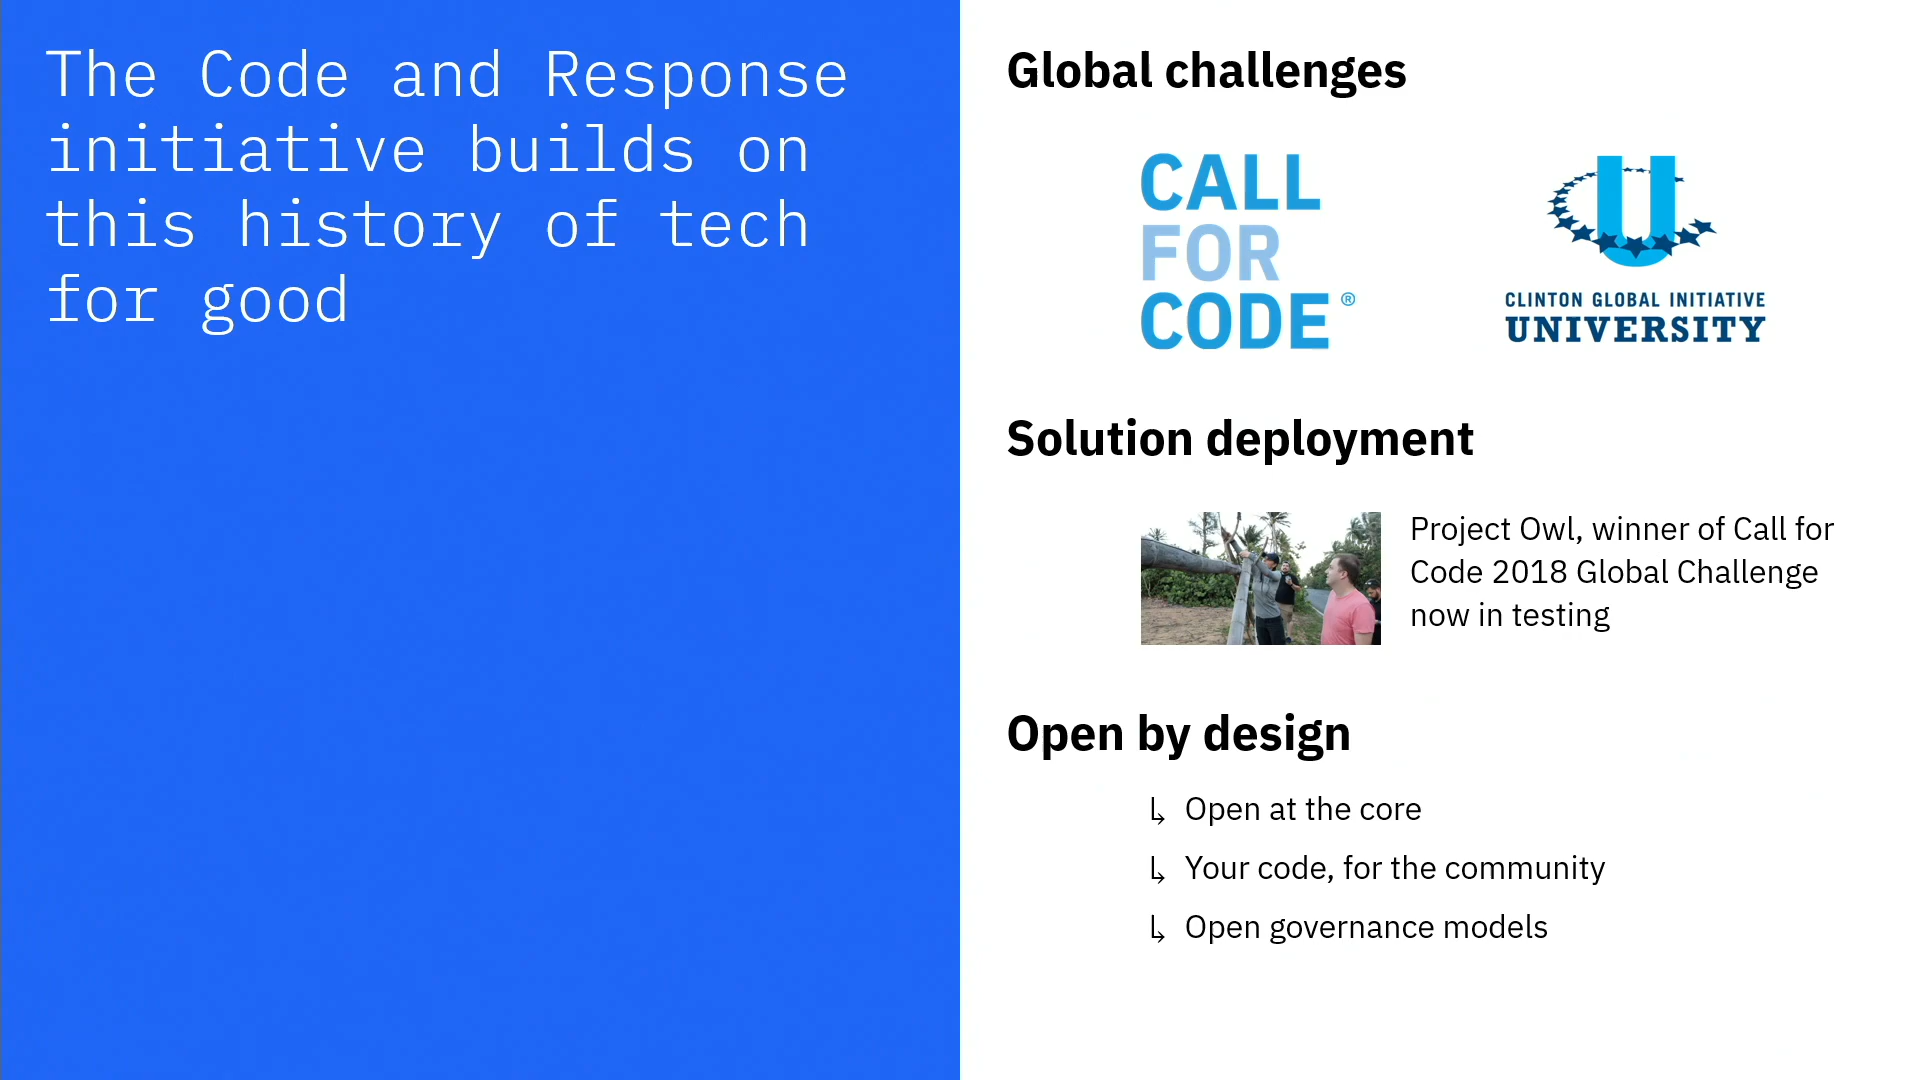 The Code and Response
initiative builds on
this history of tech
for good
Global challenges
CALL
FOR
CODE ®
CLINTON GLOBAL INITIATIVE
UNIVERSITY
Solution deployment
Project Owl, winner of Call for
Code 2018 Global Challenge
now in testing
Open by design
↳ Open at the core
↳ Your code, for the community
↳ Open governance models